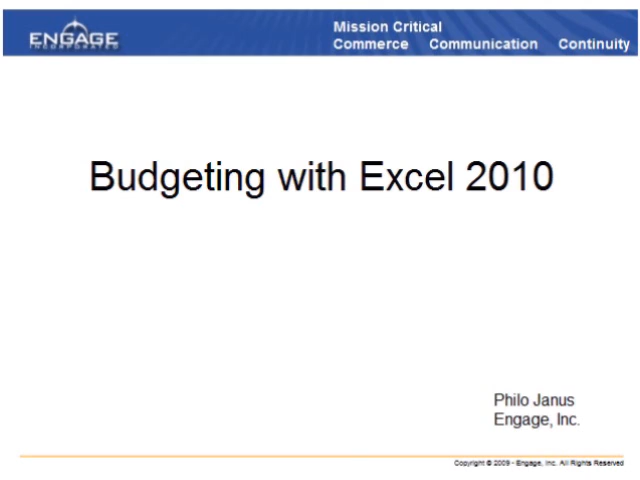 ENGAGE
INCORPORATED
Mission Critical
Commerce Communication Continuity
Budgeting with Excel 2010
Philo Janus
Engage, Inc.
Copyright © 2009 - Engage, Inc. All Rights Reserved